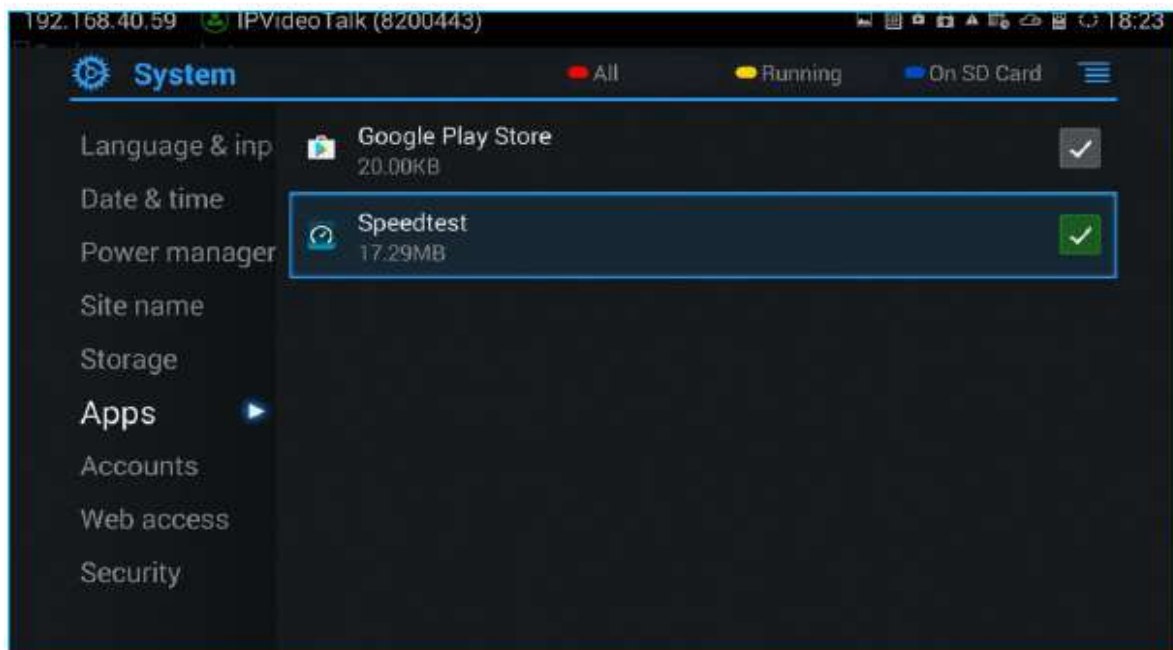 192.168.40.59 IPVideoTalk (8200443) 18:23
System All Running On SD Card
Language & inp
Date & time
Power manager
Site name
Storage
Apps
Accounts
Web access
Security
Google Play Store
20.00KB
Speedtest
17.29MB